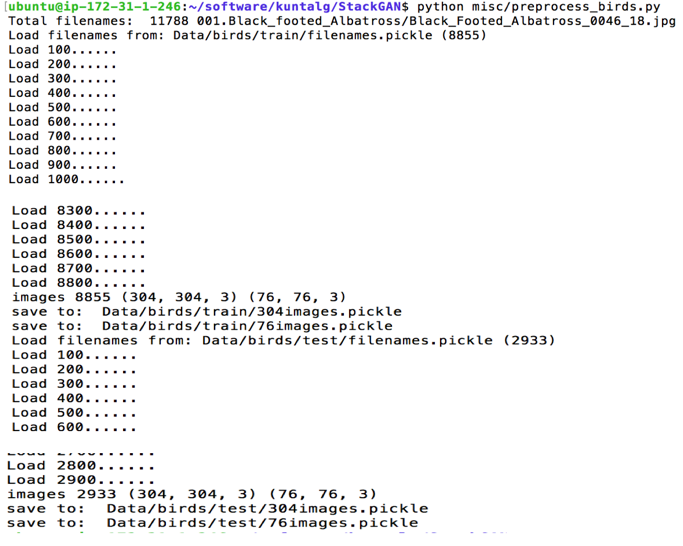 ubuntu@ip-172-31-1-246:~/software/kuntalg/StackGAN$ python misc/preprocess_birds.py
Total filenames:  11788 001.Black_footed_Albatross/Black_Footed_Albatross_0046_18.jpg
Load filenames from: Data/birds/train/filenames.pickle (8855)
Load 100......
Load 200......
Load 300......
Load 400......
Load 500......
Load 600......
Load 700......
Load 800......
Load 900......
Load 1000......
Load 8300......
Load 8400......
Load 8500......
Load 8600......
Load 8700......
Load 8800......
images 8855 (304, 304, 3) (76, 76, 3)
save to:  Data/birds/train/304images.pickle
save to:  Data/birds/train/76images.pickle
Load filenames from: Data/birds/test/filenames.pickle (2933)
Load 100......
Load 200......
Load 300......
Load 400......
Load 500......
Load 600......
Load 2800......
Load 2900......
images 2933 (304, 304, 3) (76, 76, 3)
save to:  Data/birds/test/304images.pickle
save to:  Data/birds/test/76images.pickle